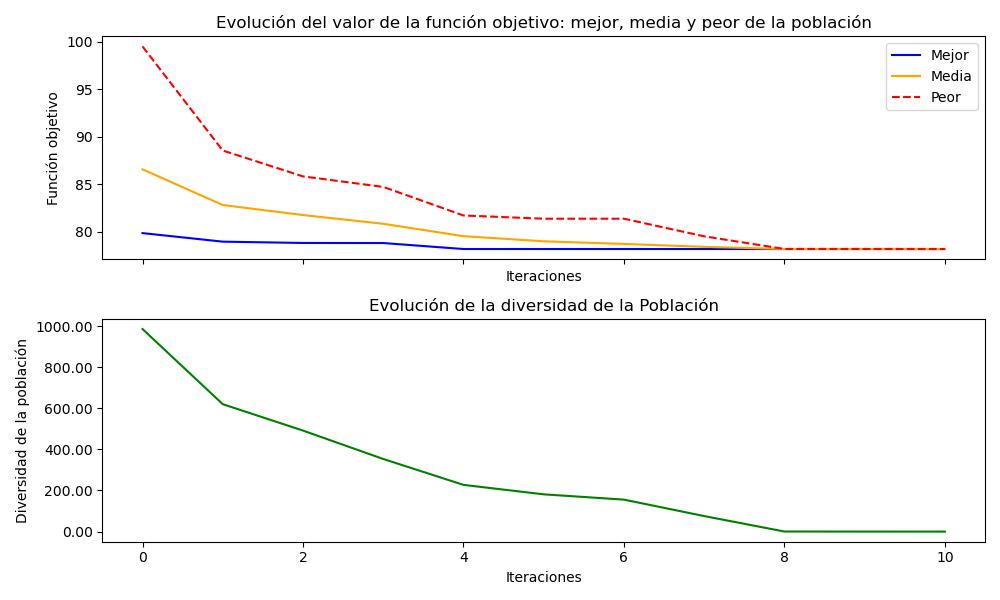 Evolución del valor de la función objetivo: mejor, media y peor de la población
100
95
90
85
80
Función objetivo
Mejor
Media
Peor
Iteraciones
Evolución de la diversidad de la Población
1000.00
800.00
600.00
400.00
200.00
0.00
Diversidad de la población
0 2 4 6 8 10
Iteraciones